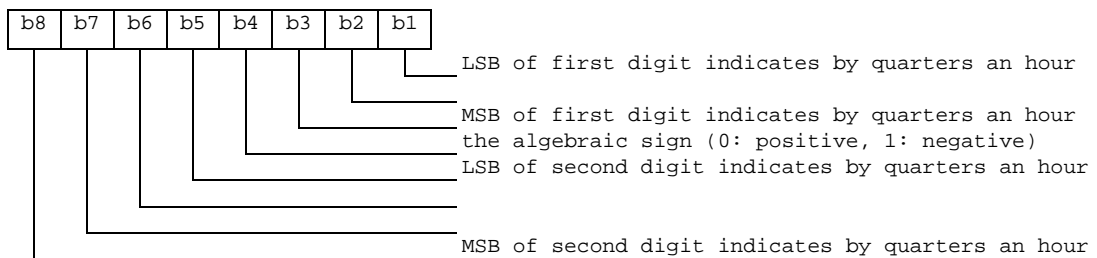 b8 b7 b6 b5 b4 b3 b2 b1
LSB of first digit indicates by quarters an hour
MSB of first digit indicates by quarters an hour
the algebraic sign (0: positive, 1: negative)
LSB of second digit indicates by quarters an hour
MSB of second digit indicates by quarters an hour